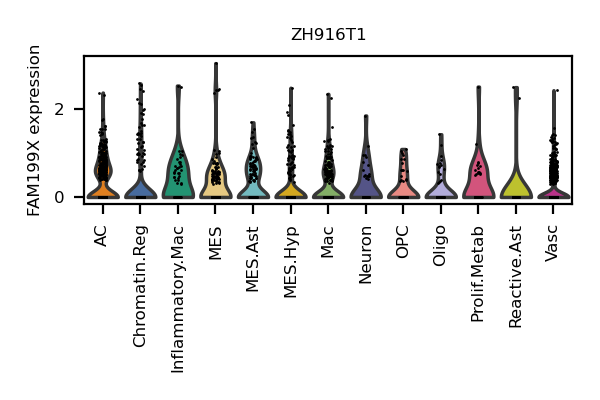 ZH916T1
FAM199X expression
2
0
AC
Chromatin.Reg
Inflammatory.Mac
MES
MES.Ast
MES.Hyp
Mac
Neuron
OPC
Oligo
Prolif.Metab
Reactive.Ast
Vasc